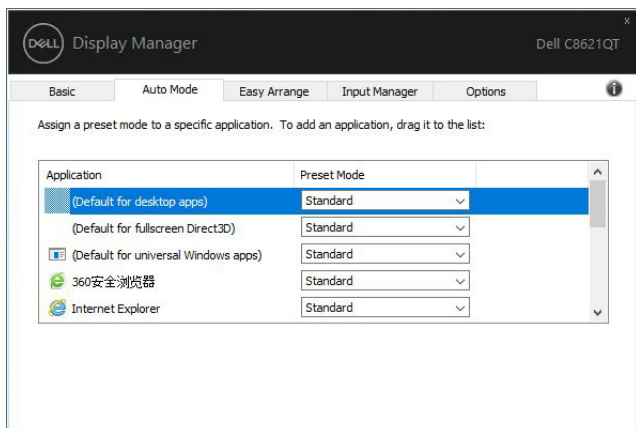 DELL Display Manager
x
Dell C8621QT
Basic Auto Mode Easy Arrange Input Manager Options i
Assign a preset mode to a specific application. To add an application, drag it to the list:
Application Preset Mode
(Default for desktop apps) Standard
(Default for fullscreen Direct3D) Standard
(Default for universal Windows apps) Standard
360安全浏览器 Standard
Internet Explorer Standard